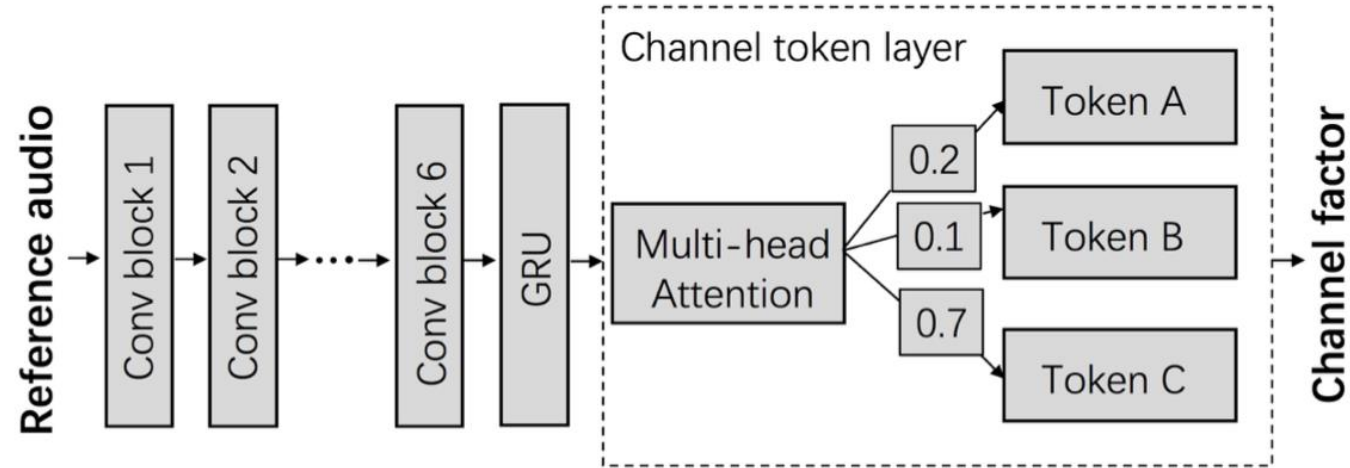 Reference audio
Conv block 1
Conv block 2
......
Conv block 6
GRU
Channel token layer
Multi-head
Attention
0.2
0.1
0.7
Token A
Token B
Token C
Channel factor